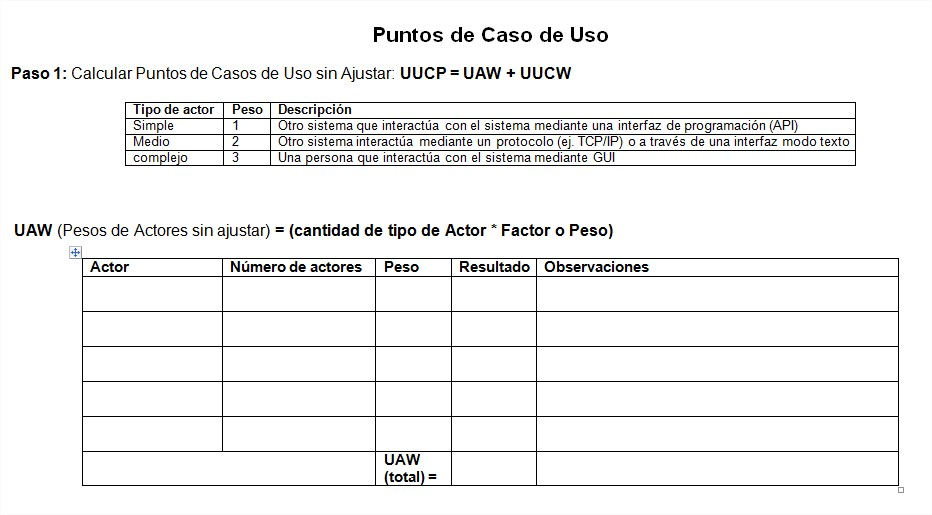 Puntos de Caso de Uso
Paso 1: Calcular Puntos de Casos de Uso sin Ajustar: UUCP = UAW + UUCW
Tipo de actor Peso Descripción
Simple 1 Otro sistema que interactúa con el sistema mediante una interfaz de programación (API)
Medio 2 Otro sistema interactúa mediante un protocolo (ej. TCP/IP) o a través de una interfaz modo texto
complejo 3 Una persona que interactúa con el sistema mediante GUI
UAW (Pesos de Actores sin ajustar) = (cantidad de tipo de Actor * Factor o Peso)
Actor Número de actores Peso Resultado Observaciones
UAW
(total) =